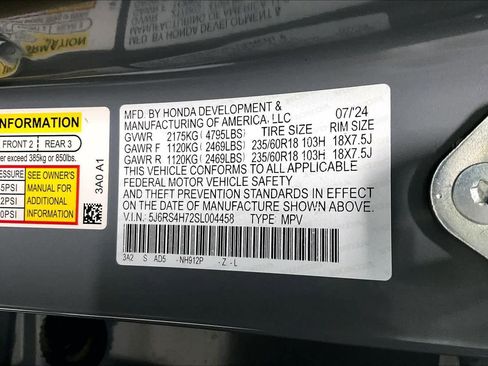 INFORMATION
FRONT 2 REAR 3
er exceed 385kg or 850lbs.
SEE OWNER'S
MANUAL FOR
ADDITIONAL
INFORMATION
3A0 A1
MFD. BY HONDA DEVELOPMENT & 07/'24
MANUFACTURING OF AMERICA, LLC
GVWR 2175KG(4795LBS) TIRE SIZE RIM SIZE
GAWR F 1120KG(2469LBS) 235/60R18 103H 18X7.5J
GAWR R 1120KG(2469LBS) 235/60R18 103H 18X7.5J
THIS VEHICLE CONFORMS TO ALL APPLICABLE
FEDERAL MOTOR VEHICLE SAFETY
AND THEFT PREVENTION STANDARDS IN EFFECT
ON THE DATE OF MANUFACTURE SHOWN ABOVE.
V.I.N.: 5J6RS4H72SL004458 TYPE: MPV
3A2 S AD5 -NH912P -Z -L